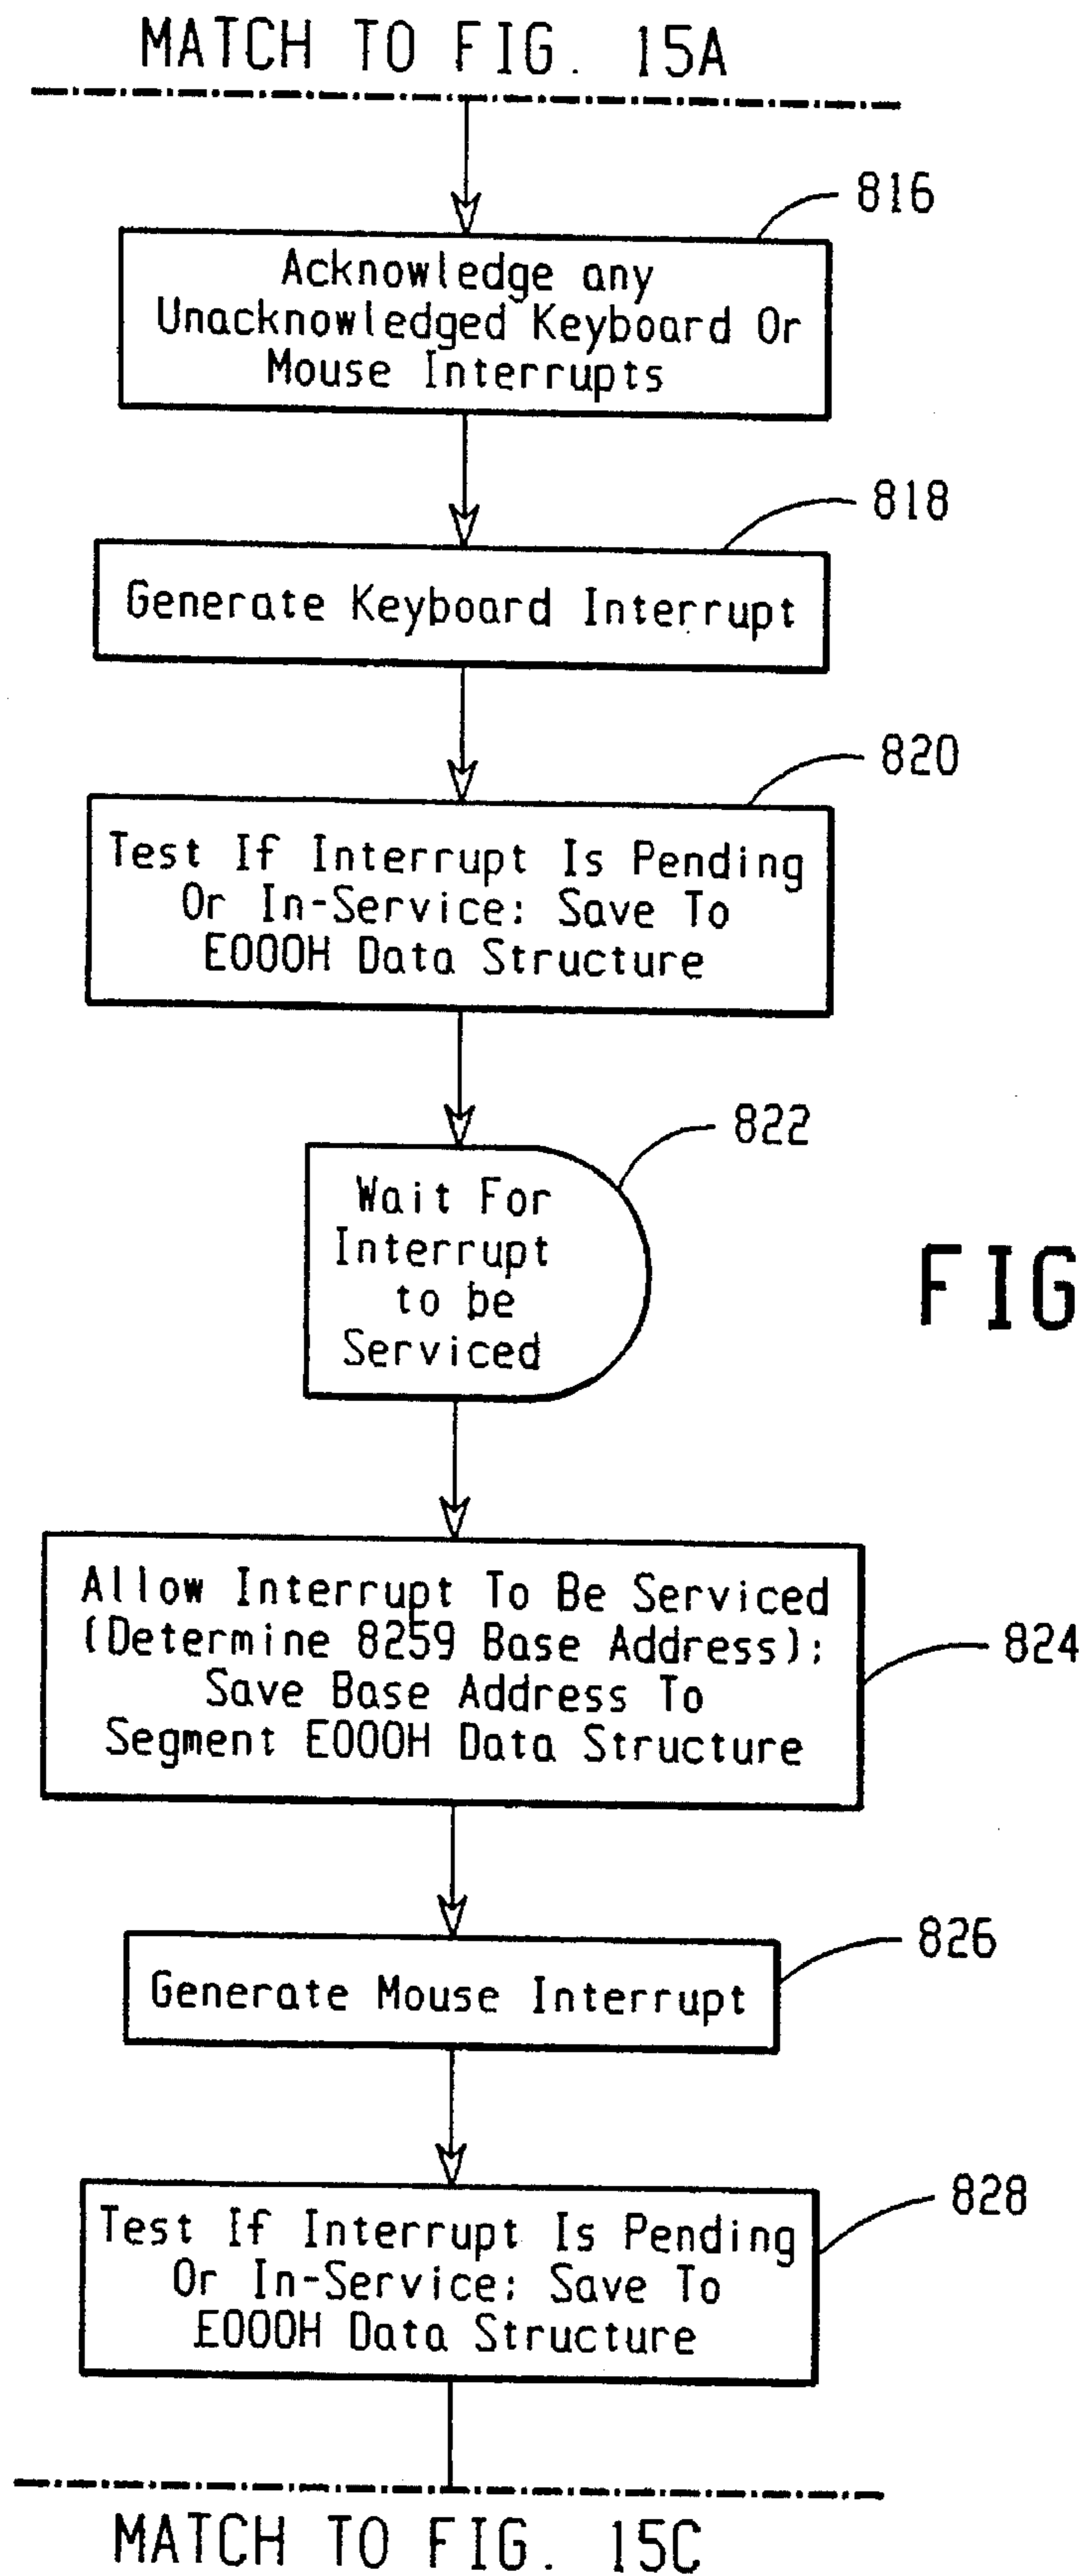 MATCH TO FIG. 15A
816
Acknowledge any
Unacknowledged Keyboard Or
Mouse Interrupts
818
Generate Keyboard Interrupt
820
Test If Interrupt Is Pending
Or In-Service: Save To
E000H Data Structure
822
Wait For
Interrupt
to be
Serviced
FIG
824
Allow Interrupt To Be Serviced
(Determine 8259 Base Address):
Save Base Address To
Segment E000H Data Structure
826
Generate Mouse Interrupt
828
Test If Interrupt Is Pending
Or In-Service: Save To
E000H Data Structure
MATCH TO FIG. 15C